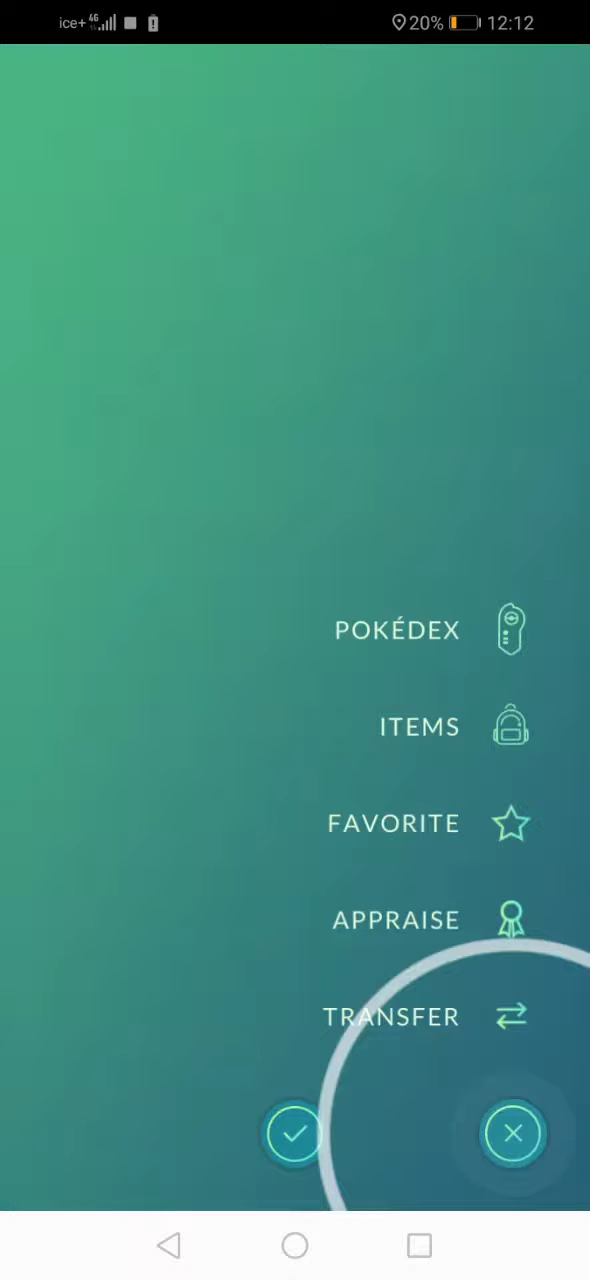 ice+ 4G 20% 12:12
POKÉDEX
ITEMS
FAVORITE
APPRAISE
TRANSFER